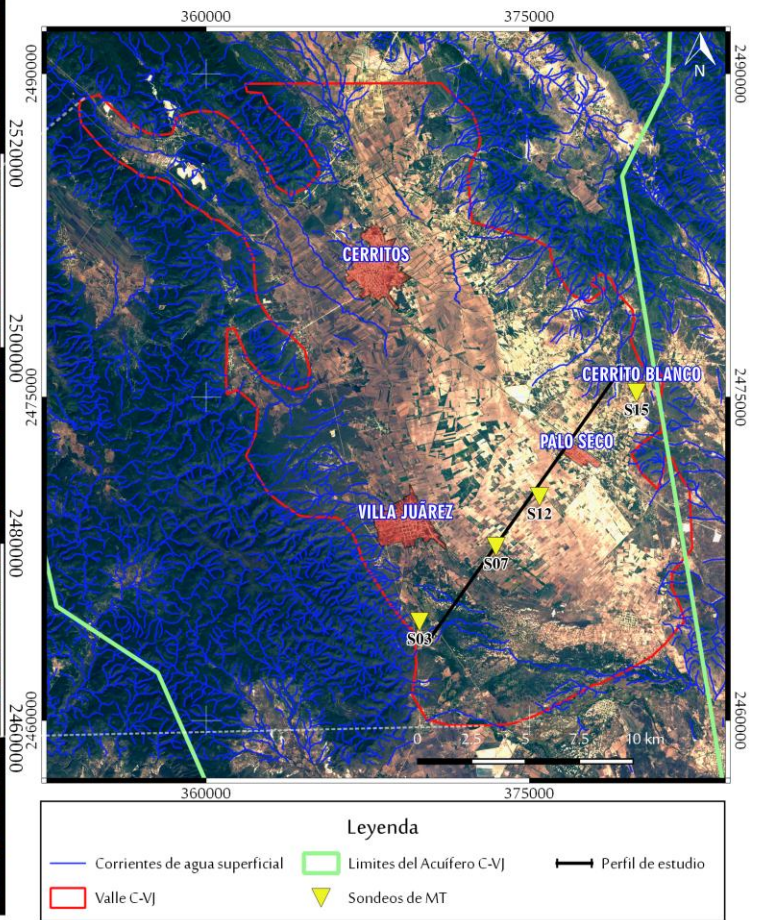 360000 375000
N
2490000 2490000
2520000
CERRITOS
2500000
CERRITO BLANCO
2475000 2475000
S15
PALO SECO
S12
VILLA JUÁREZ
2480000
S07
S03
2460000 2460000
2460000
0 2.5 5 7.5 10 km
360000 375000
Leyenda
Corrientes de agua superficial Limites del Acuífero C-VJ Perfil de estudio
Valle C-VJ Sondeos de MT